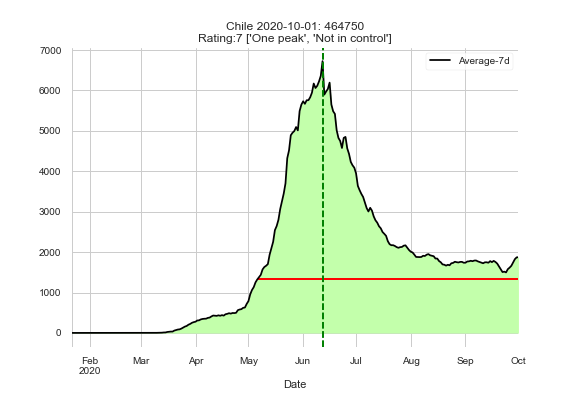 Chile 2020-10-01: 464750
Rating:7 ['One peak', 'Not in control']
Average-7d
7000
6000
5000
4000
3000
2000
1000
0
Feb Mar Apr May Jun Jul Aug Sep Oct
2020
Date